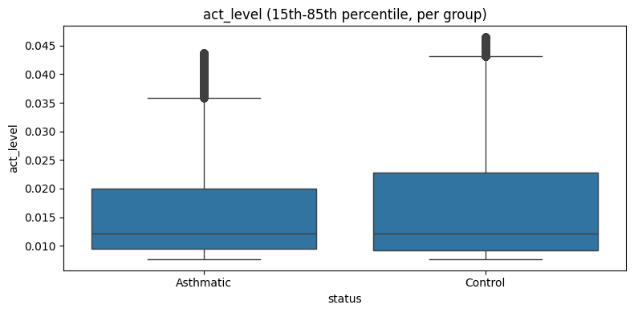 act_level (15th-85th percentile, per group)
0.045
0.040
0.035
0.030
0.025
0.020
0.015
0.010
act_level
Asthmatic
Control
status